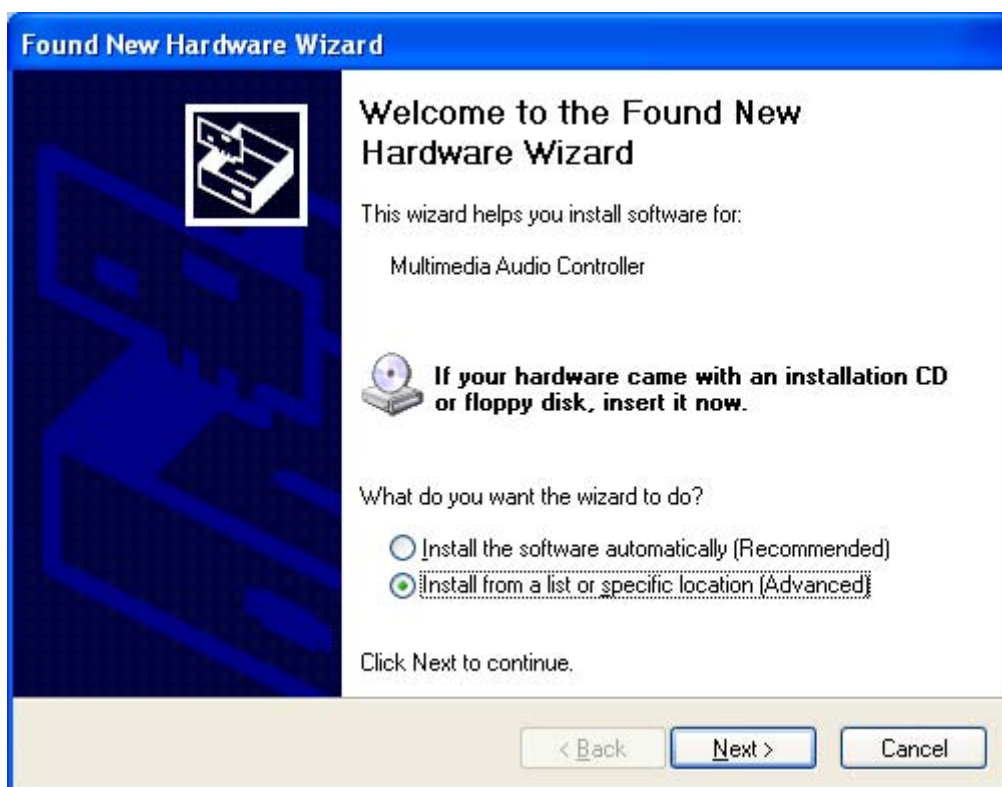 Found New Hardware Wizard
Welcome to the Found New
Hardware Wizard
This wizard helps you install software for:
Multimedia Audio Controller
If your hardware came with an installation CD
or floppy disk, insert it now.
What do you want the wizard to do?
Install the software automatically (Recommended)
Install from a list or specific location (Advanced)
Click Next to continue.
< Back Next > Cancel